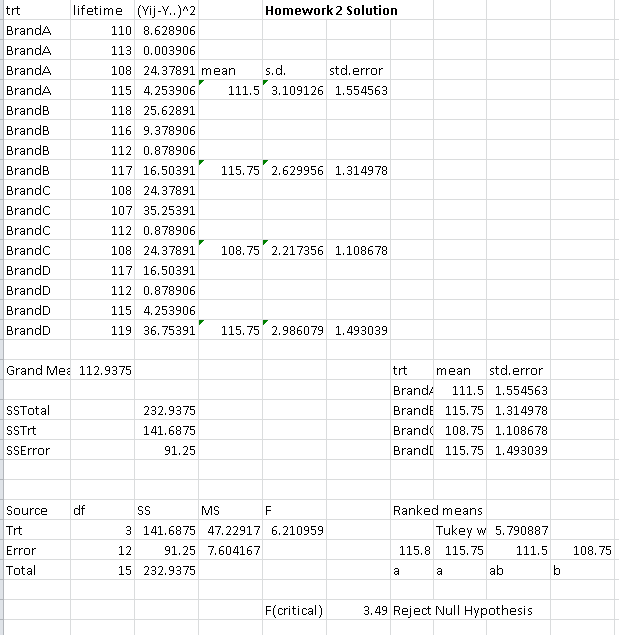 trt lifetime (Yij-Y..)^2 Homework 2 Solution
BrandA 110 8.628906
BrandA 113 0.003906
BrandA 108 24.37891 mean s.d. std.error
BrandA 115 4.253906 111.5 3.109126 1.554563
BrandB 118 25.62891
BrandB 116 9.378906
BrandB 112 0.878906
BrandB 117 16.50391 115.75 2.629956 1.314978
BrandC 108 24.37891
BrandC 107 35.25391
BrandC 112 0.878906
BrandC 108 24.37891 108.75 2.217356 1.108678
BrandD 117 16.50391
BrandD 112 0.878906
BrandD 115 4.253906
BrandD 119 36.75391 115.75 2.986079 1.493039
Grand Mea 112.9375 trt mean std.error
BrandA 111.5 1.554563
SSTotal 232.9375 BrandB 115.75 1.314978
SSTrt 141.6875 BrandC 108.75 1.108678
SSError 91.25 BrandD 115.75 1.493039
Source df SS MS F Ranked means
Trt 3 141.6875 47.22917 6.210959 Tukey w 5.790887
Error 12 91.25 7.604167 115.8 115.75 111.5 108.75
Total 15 232.9375 a a ab b
F(critical) 3.49 Reject Null Hypothesis